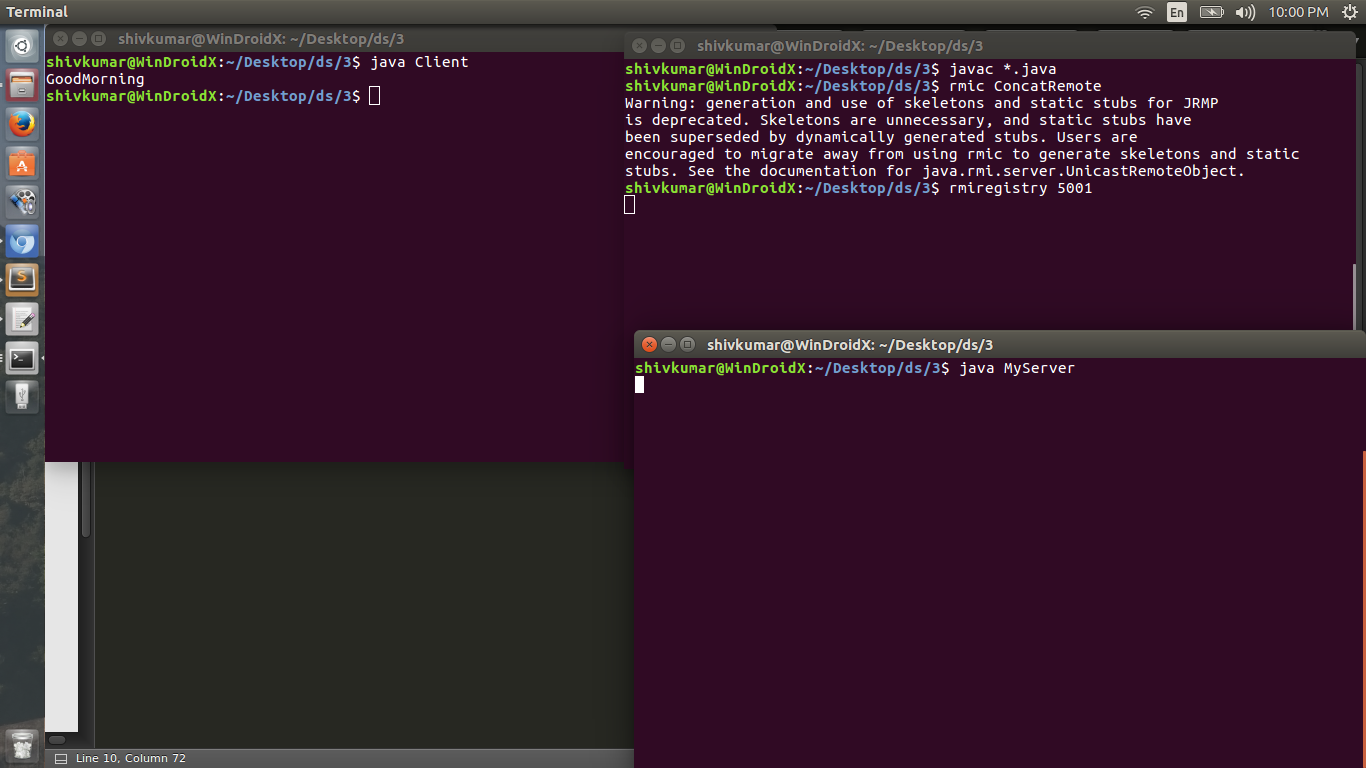 Terminal
En
10:00 PM
shivkumar@WinDroidX: ~/Desktop/ds/3
shivkumar@WinDroidX:~/Desktop/ds/3$ java Client
GoodMorning
shivkumar@WinDroidX:~/Desktop/ds/3$
shivkumar@WinDroidX: ~/Desktop/ds/3
shivkumar@WinDroidX:~/Desktop/ds/3$ javac *.java
shivkumar@WinDroidX:~/Desktop/ds/3$ rmic ConcatRemote
Warning: generation and use of skeletons and static stubs for JRMP
is deprecated. Skeletons are unnecessary, and static stubs have
been superseded by dynamically generated stubs. Users are
encouraged to migrate away from using rmic to generate skeletons and static
stubs. See the documentation for java.rmi.server.UnicastRemoteObject.
shivkumar@WinDroidX:~/Desktop/ds/3$ rmiregistry 5001
shivkumar@WinDroidX: ~/Desktop/ds/3
shivkumar@WinDroidX:~/Desktop/ds/3$ java MyServer
Line 10, Column 72